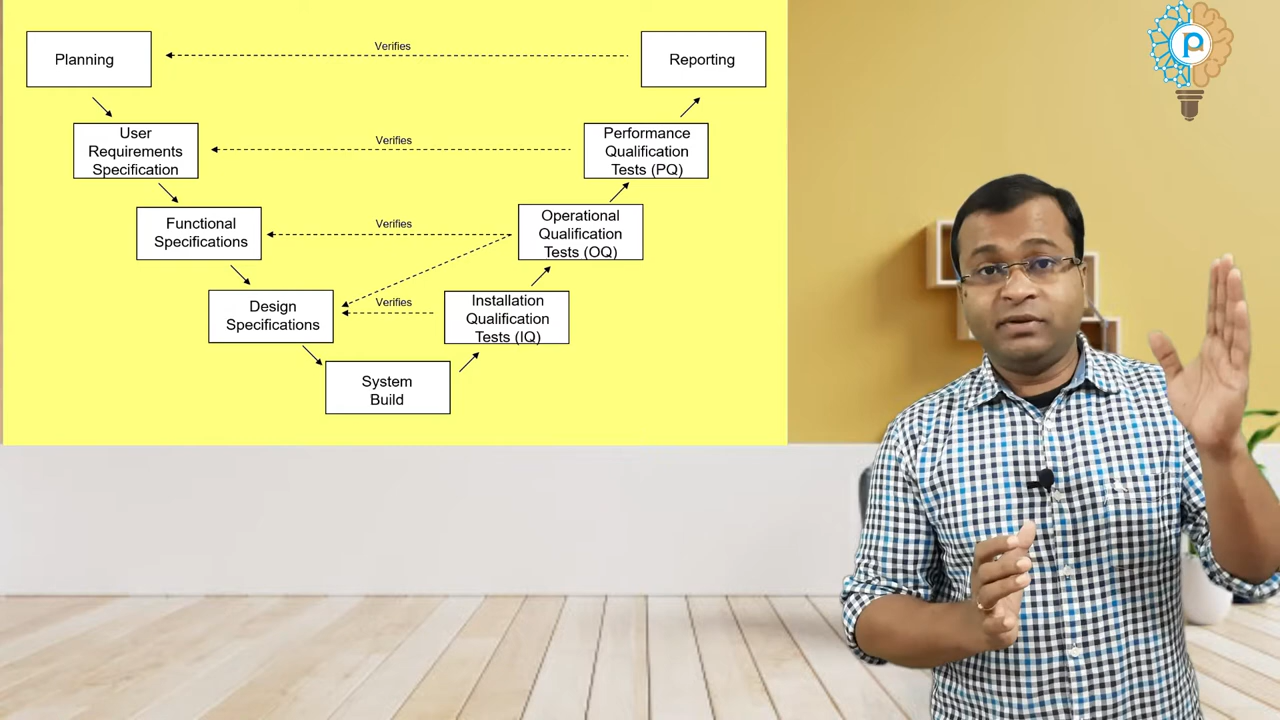 Planning
Verifies
Reporting
User
Requirements
Specification
Verifies
Performance
Qualification
Tests (PQ)
Functional
Specifications
Verifies
Operational
Qualification
Tests (OQ)
Design
Specifications
Verifies
Installation
Qualification
Tests (IQ)
System
Build
p